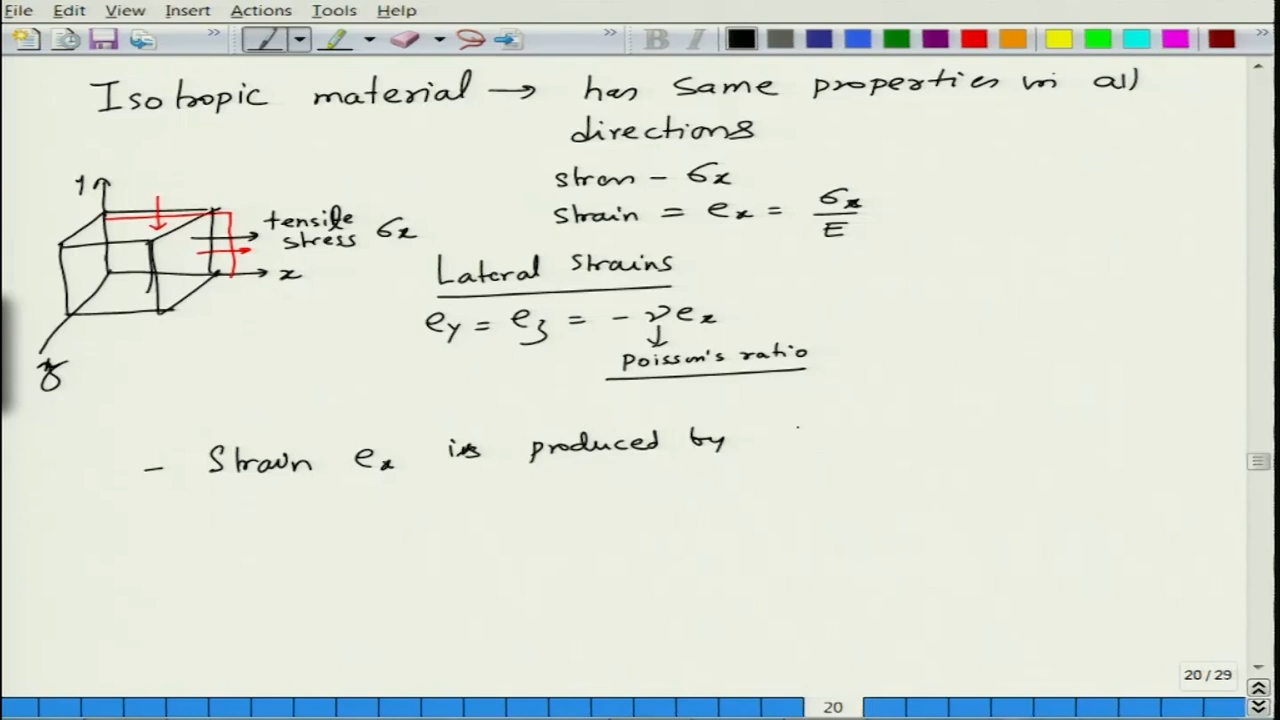 File Edit View Insert Actions Tools Help
B I
Isotropic material → has same properties in all
directions
y
stress - σx
tensile
stress σx
strain = ex = σx / E
x
Lateral strains
ey = ez = - νex
Poisson's ratio
z
- Strain ex is produced by
20/29
20